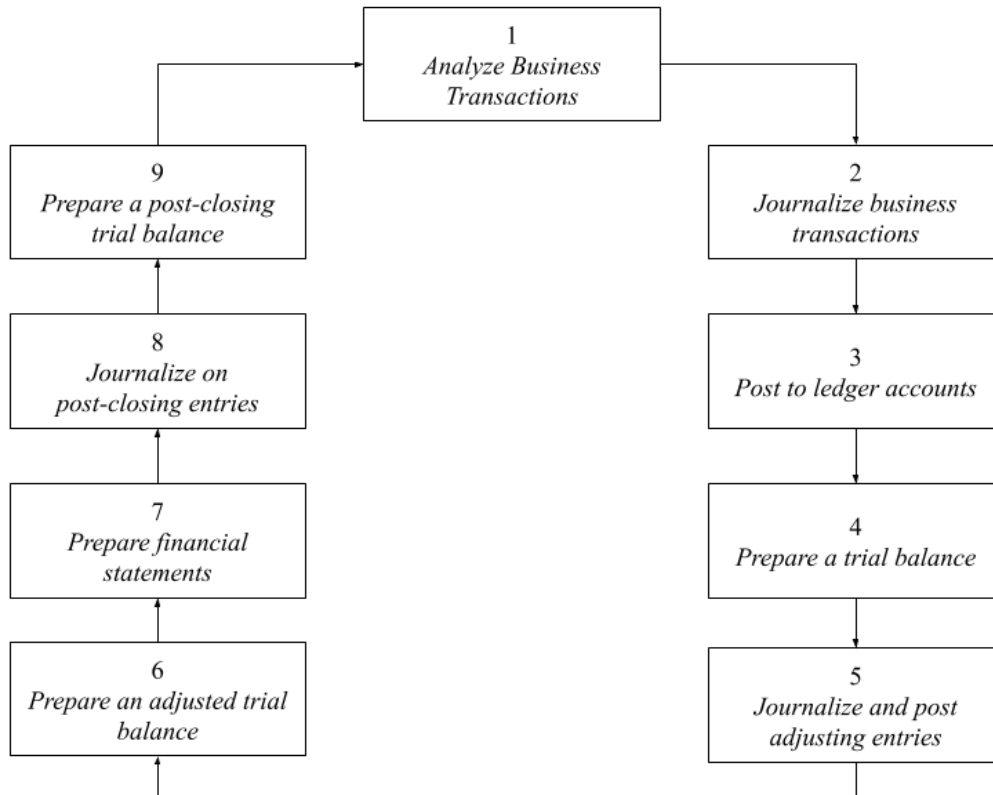 1
Analyze Business
Transactions
2
Journalize business
transactions
3
Post to ledger accounts
4
Prepare a trial balance
5
Journalize and post
adjusting entries
6
Prepare an adjusted trial
balance
7
Prepare financial
statements
8
Journalize on
post-closing entries
9
Prepare a post-closing
trial balance